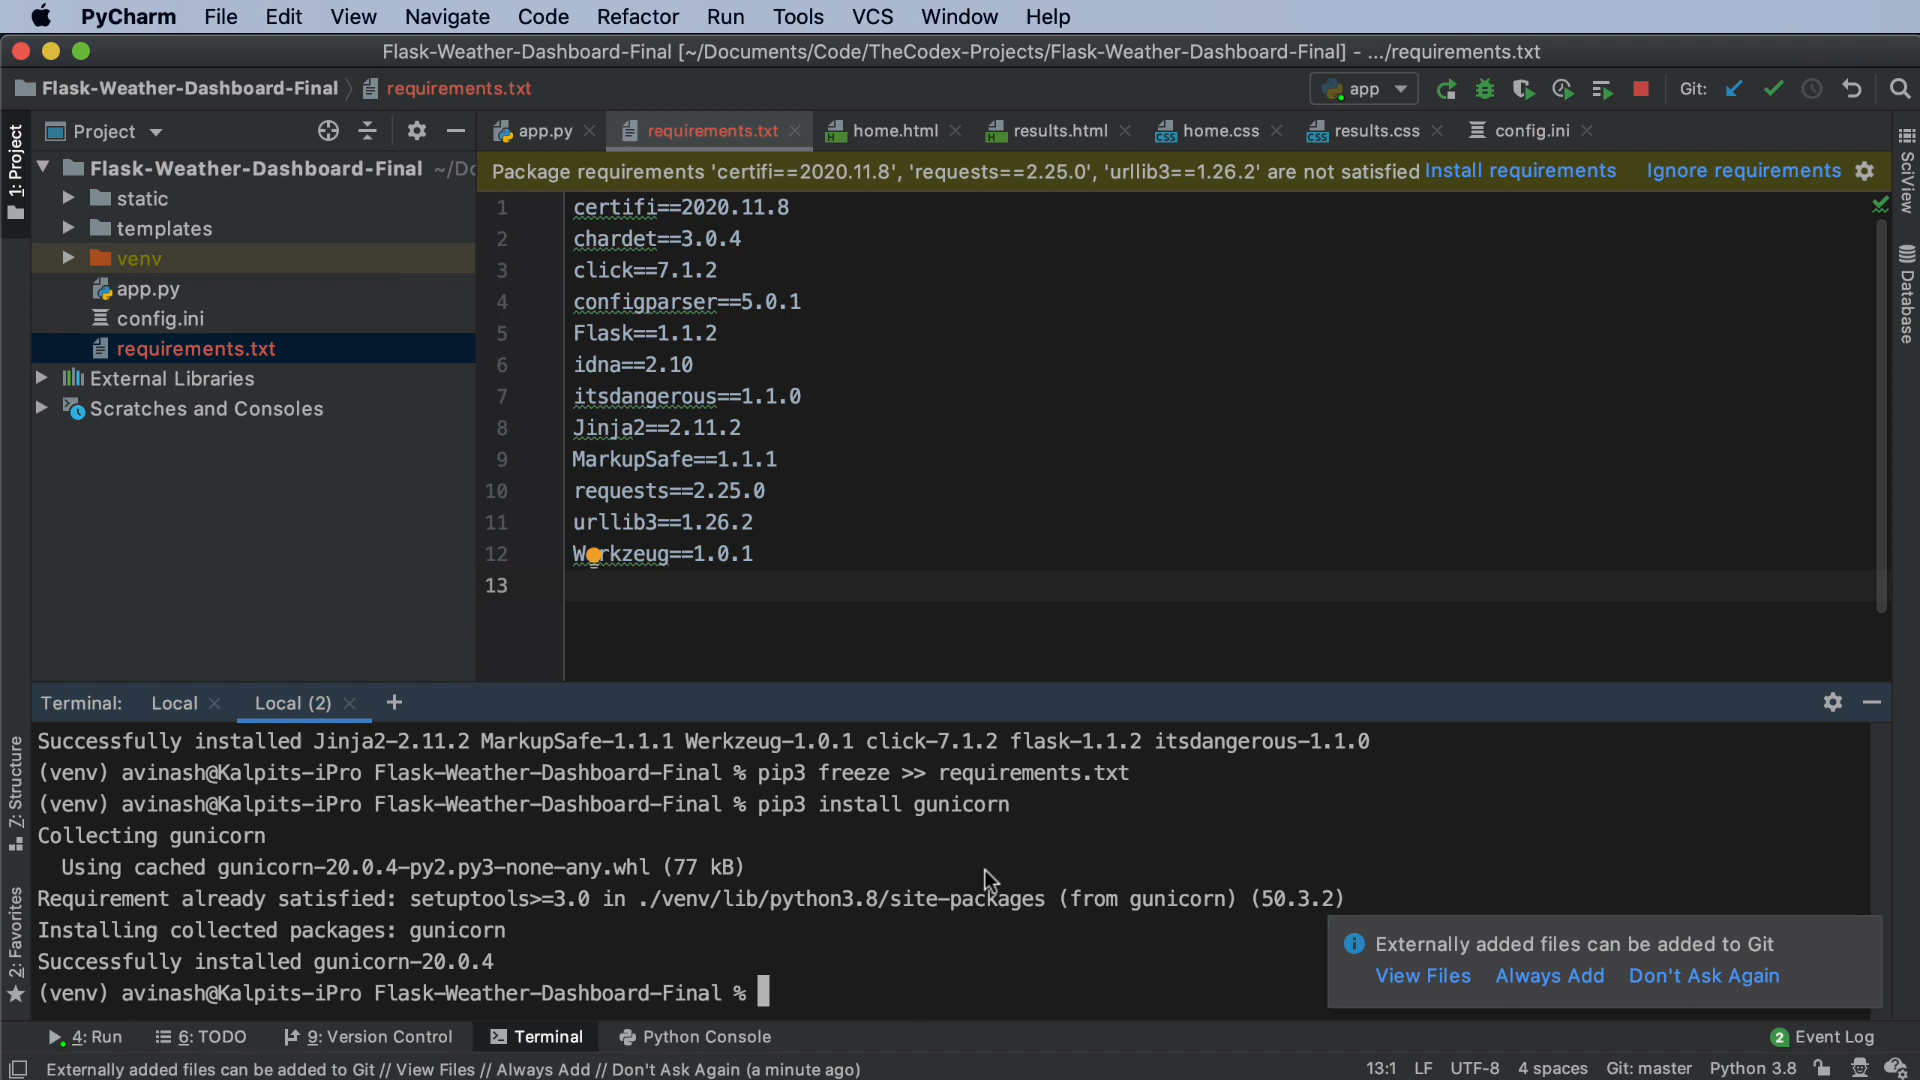 PyCharm File Edit View Navigate Code Refactor Run Tools VCS Window Help
Flask-Weather-Dashboard-Final [~/Documents/Code/TheCodex-Projects/Flask-Weather-Dashboard-Final] - .../requirements.txt
Flask-Weather-Dashboard-Final requirements.txt app Git:
1: Project
Project
app.py requirements.txt home.html results.html home.css results.css config.ini
Flask-Weather-Dashboard-Final ~/Do
static
templates
venv
app.py
config.ini
requirements.txt
External Libraries
Scratches and Consoles
Package requirements 'certifi==2020.11.8', 'requests==2.25.0', 'urllib3==1.26.2' are not satisfied Install requirements Ignore requirements
1 certifi==2020.11.8
2 chardet==3.0.4
3 click==7.1.2
4 configparser==5.0.1
5 Flask==1.1.2
6 idna==2.10
7 itsdangerous==1.1.0
8 Jinja2==2.11.2
9 MarkupSafe==1.1.1
10 requests==2.25.0
11 urllib3==1.26.2
12 Werkzeug==1.0.1
13
SciView
Database
Terminal: Local Local (2) +
7: Structure
2: Favorites
Successfully installed Jinja2-2.11.2 MarkupSafe-1.1.1 Werkzeug-1.0.1 click-7.1.2 flask-1.1.2 itsdangerous-1.1.0
(venv) avinash@Kalpits-iPro Flask-Weather-Dashboard-Final % pip3 freeze >> requirements.txt
(venv) avinash@Kalpits-iPro Flask-Weather-Dashboard-Final % pip3 install gunicorn
Collecting gunicorn
Using cached gunicorn-20.0.4-py2.py3-none-any.whl (77 kB)
Requirement already satisfied: setuptools>=3.0 in ./venv/lib/python3.8/site-packages (from gunicorn) (50.3.2)
Installing collected packages: gunicorn
Successfully installed gunicorn-20.0.4
(venv) avinash@Kalpits-iPro Flask-Weather-Dashboard-Final %
Externally added files can be added to Git
View Files Always Add Don't Ask Again
4: Run 6: TODO 9: Version Control Terminal Python Console 2 Event Log
Externally added files can be added to Git // View Files // Always Add // Don't Ask Again (a minute ago) 13:1 LF UTF-8 4 spaces Git: master Python 3.8